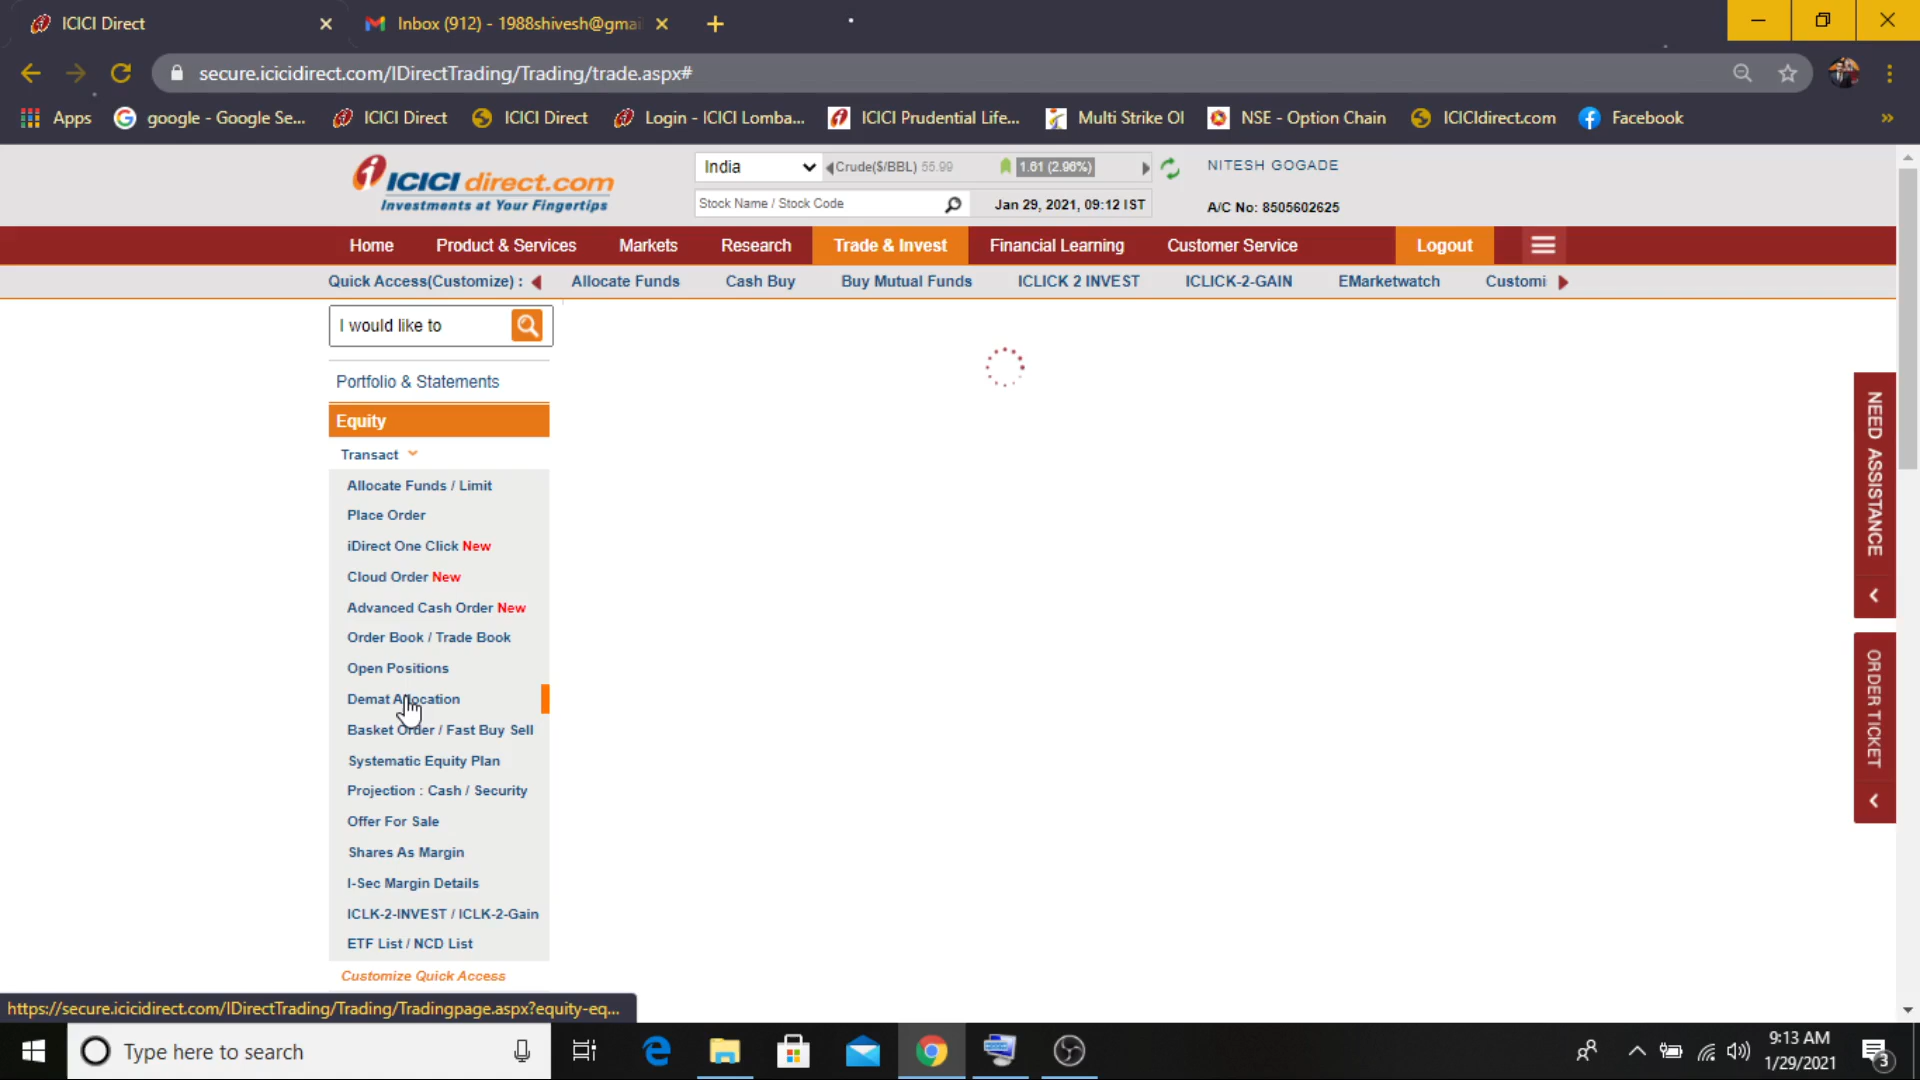 ICICI Direct
Inbox (912) - 1988shivesh@gmai
secure.icicidirect.com/IDirectTrading/Trading/trade.aspx#
Apps
google - Google Se...
ICICI Direct
ICICI Direct
Login - ICICI Lomba...
ICICI Prudential Life...
Multi Strike OI
NSE - Option Chain
ICICIdirect.com
Facebook
ICICI direct.com
Investments at Your Fingertips
India
Crude($/BBL) 55.99
1.61 (2.96%)
NITESH GOGADE
Stock Name / Stock Code
Jan 29, 2021, 09:12 IST
A/C No: 8505602625
Home
Product & Services
Markets
Research
Trade & Invest
Financial Learning
Customer Service
Logout
Quick Access(Customize) :
Allocate Funds
Cash Buy
Buy Mutual Funds
ICLICK 2 INVEST
ICLICK-2-GAIN
EMarketwatch
Customi
I would like to
Portfolio & Statements
Equity
Transact
Allocate Funds / Limit
Place Order
iDirect One Click New
Cloud Order New
Advanced Cash Order New
Order Book / Trade Book
Open Positions
Demat Allocation
Basket Order / Fast Buy Sell
Systematic Equity Plan
Projection : Cash / Security
Offer For Sale
Shares As Margin
I-Sec Margin Details
ICLK-2-INVEST / ICLK-2-Gain
ETF List / NCD List
Customize Quick Access
NEED ASSISTANCE
ORDER TICKET
https://secure.icicidirect.com/IDirectTrading/Trading/Tradingpage.aspx?equity-eq...
Type here to search
9:13 AM
1/29/2021
3